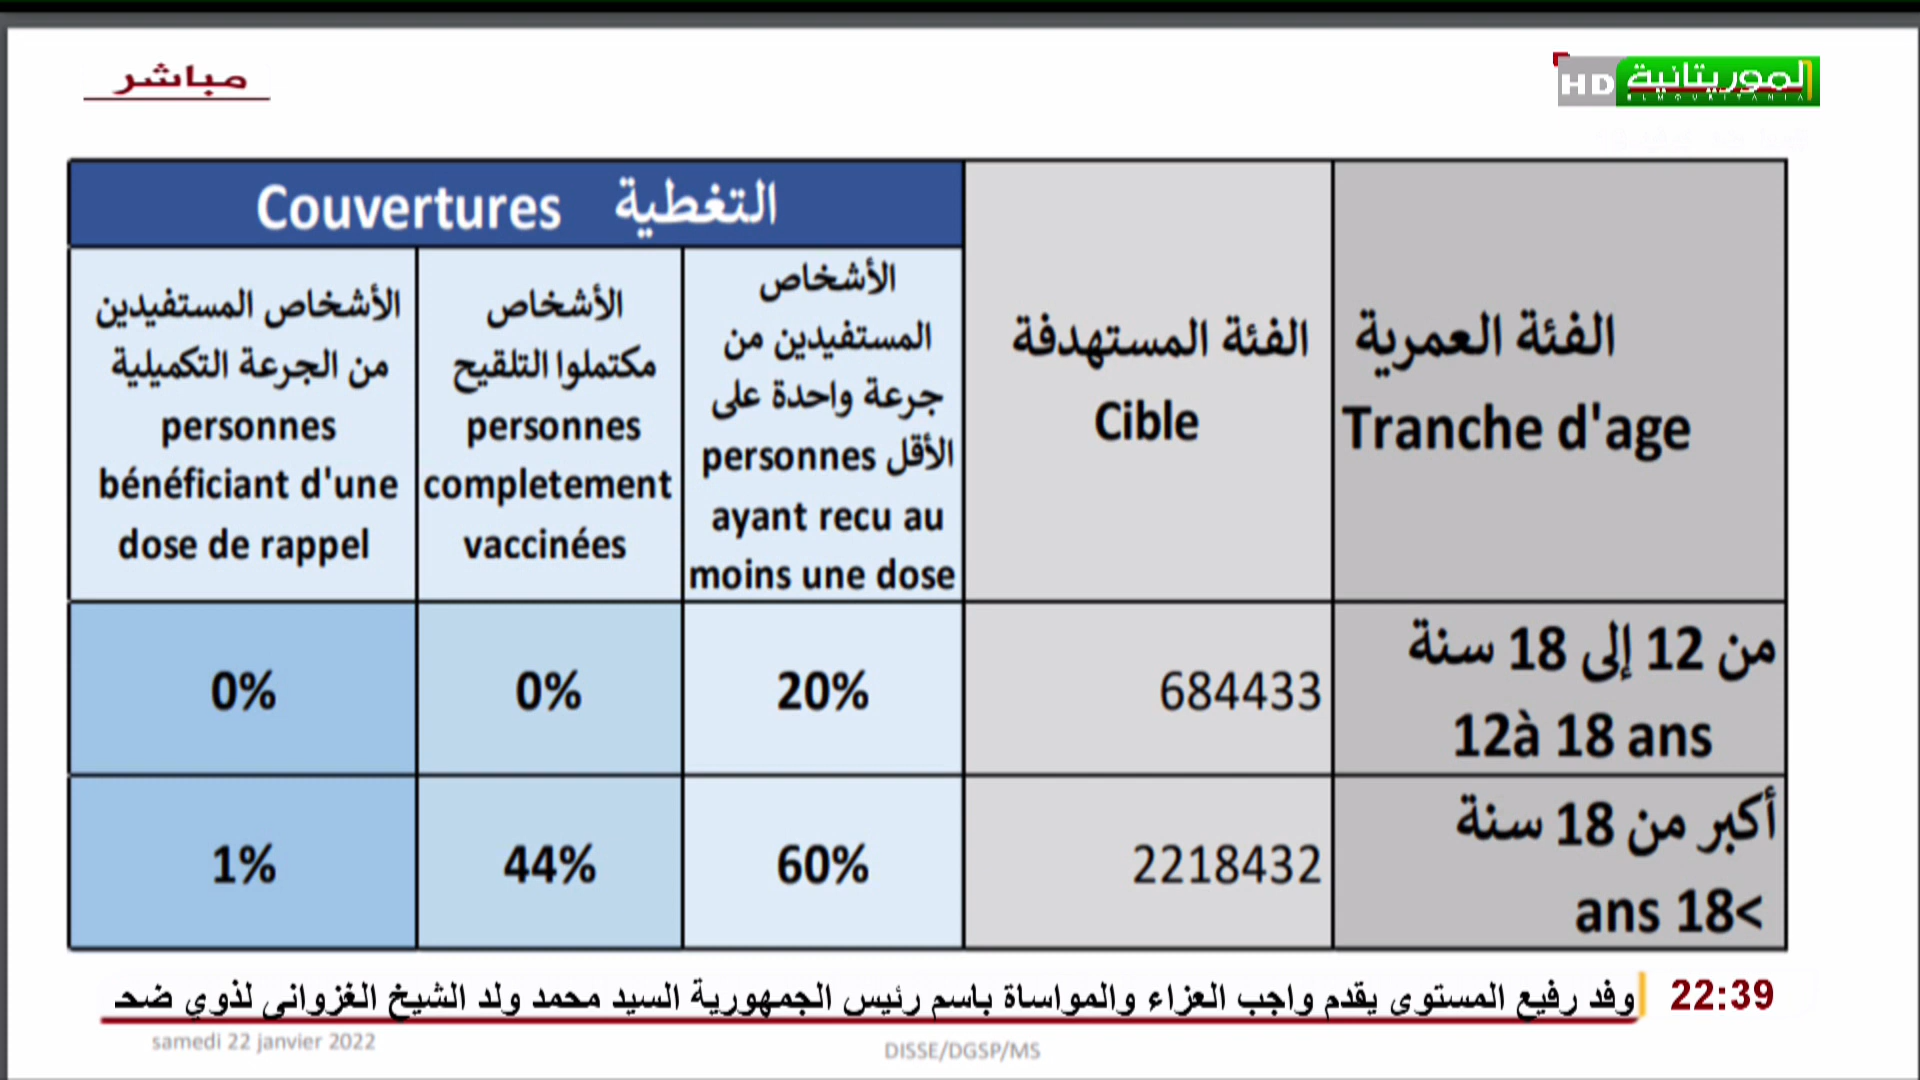 مباشر
HD الموريتانية
ELMOURITANIA
التغطية Couvertures
الفئة العمرية
Tranche d'age
الفئة المستهدفة
Cible
الأشخاص
المستفيدين من
جرعة واحدة على
الأقل personnes
ayant recu au
moins une dose
الأشخاص
مكتملوا التلقيح
personnes
completement
vaccinées
الأشخاص المستفيدين
من الجرعة التكميلية
personnes
bénéficiant d'une
dose de rappel
من 12 إلى 18 سنة
12à 18 ans
684433
20%
0%
0%
أكبر من 18 سنة
ans 18<
2218432
60%
44%
1%
22:39
وفد رفيع المستوى يقدم واجب العزاء والمواساة باسم رئيس الجمهورية السيد محمد ولد الشيخ الغزوانى لذوي ضحـ
samedi 22 janvier 2022
DISSE/DGSP/MS